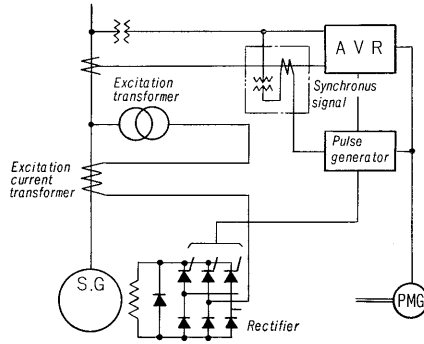 A V R
Excitation
transformer
Synchronus
signal
Pulse
generator
Excitation
current
transformer
S.G
PMG
Rectifier